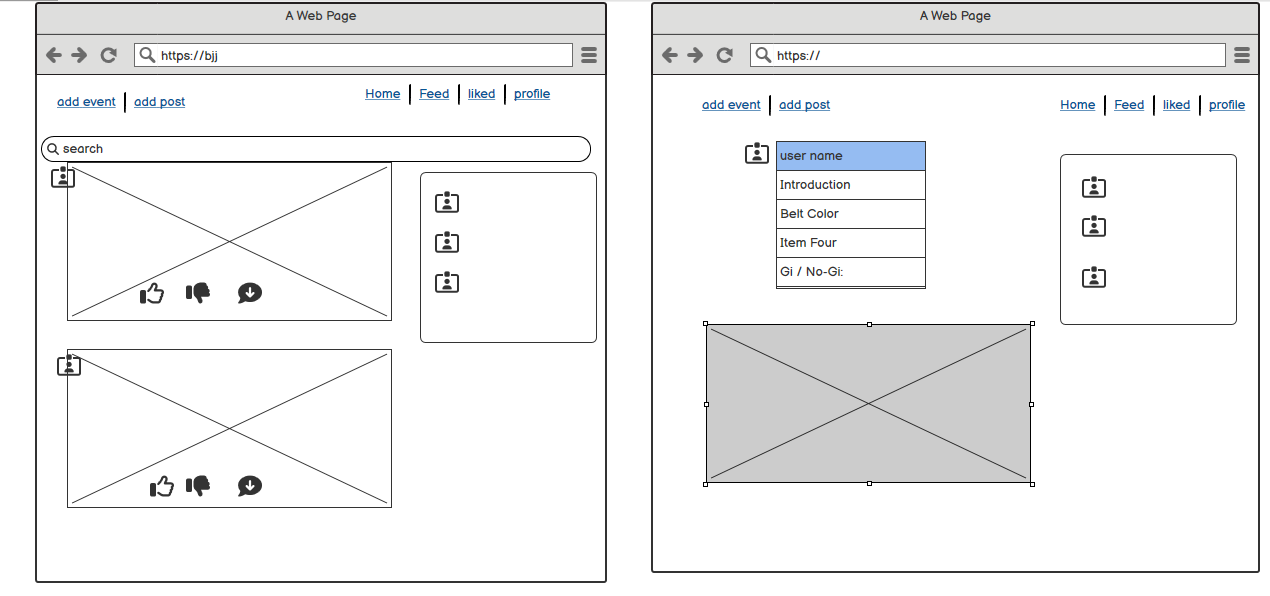 A Web Page
https://bjj
add event add post
Home Feed liked profile
search
A Web Page
https://
add event add post
Home Feed liked profile
user name
Introduction
Belt Color
Item Four
Gi / No-Gi: